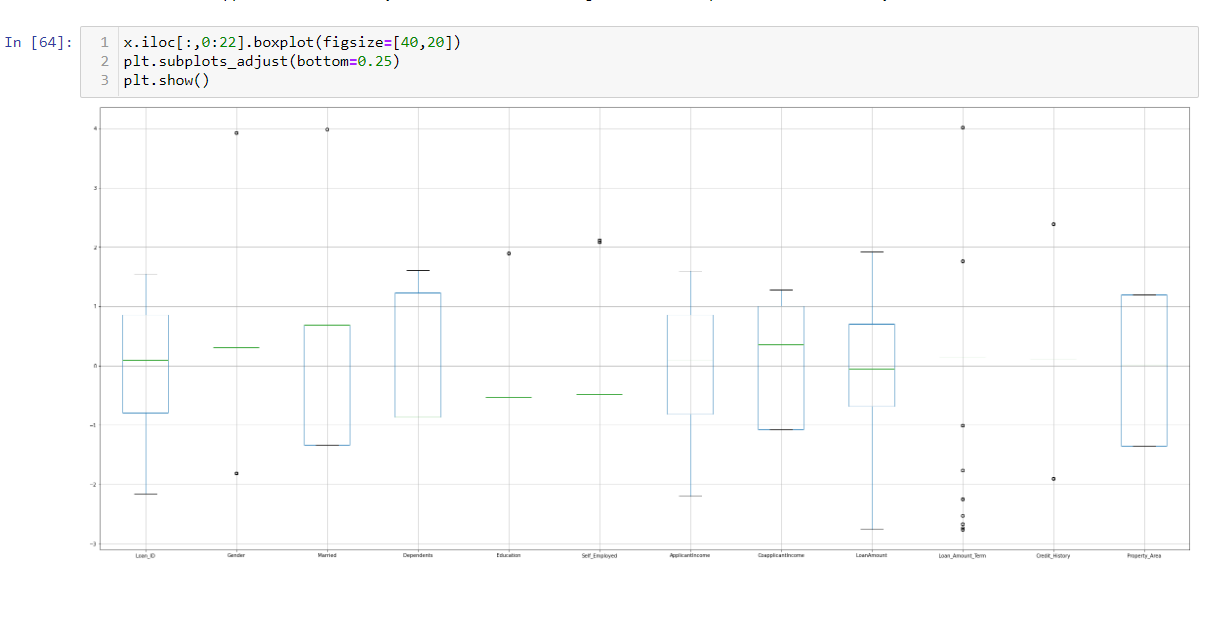 In [64]:
1 x.iloc[:,0:22].boxplot(figsize=[40,20])
2 plt.subplots_adjust(bottom=0.25)
3 plt.show()
4
3
2
1
0
−1
−2
−3
Loan_ID Gender Married Dependents Education Self_Employed ApplicantIncome CoapplicantIncome LoanAmount Loan_Amount_Term Credit_History Property_Area